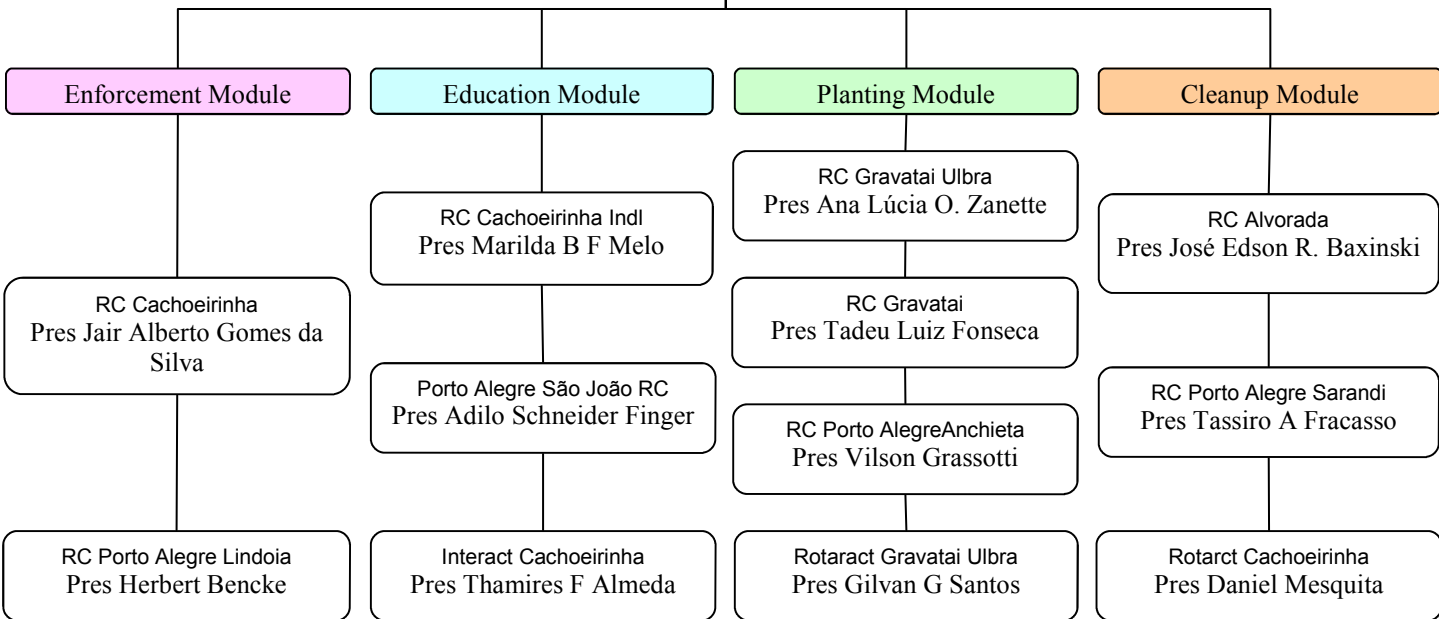 Enforcement Module
Education Module
Planting Module
Cleanup Module
RC Cachoeirinha
Pres Jair Alberto Gomes da
Silva
RC Porto Alegre Lindoia
Pres Herbert Bencke
RC Cachoeirinha Indl
Pres Marilda B F Melo
Porto Alegre São João RC
Pres Adilo Schneider Finger
Interact Cachoeirinha
Pres Thamires F Almeda
RC Gravatai Ulbra
Pres Ana Lúcia O. Zanette
RC Gravatai
Pres Tadeu Luiz Fonseca
RC Porto AlegreAnchieta
Pres Vilson Grassotti
Rotaract Gravatai Ulbra
Pres Gilvan G Santos
RC Alvorada
Pres José Edson R. Baxinski
RC Porto Alegre Sarandi
Pres Tassiro A Fracasso
Rotarct Cachoeirinha
Pres Daniel Mesquita